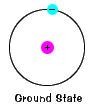 −
+
Ground State